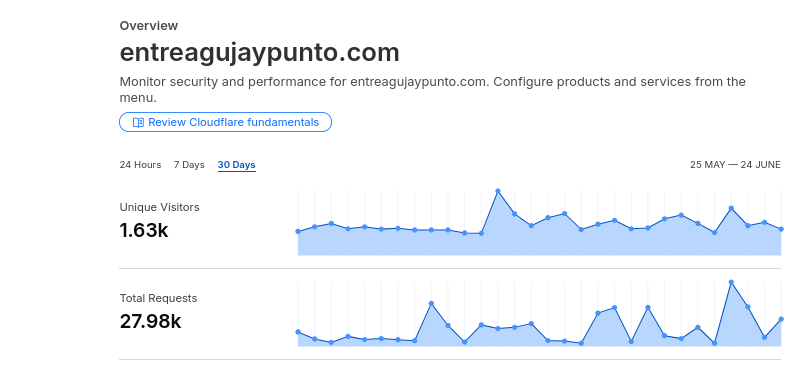 Overview
entreagujaypunto.com
Monitor security and performance for entreagujaypunto.com. Configure products and services from the
menu.
Review Cloudflare fundamentals
24 Hours 7 Days 30 Days 25 MAY — 24 JUNE
Unique Visitors
1.63k
Total Requests
27.98k